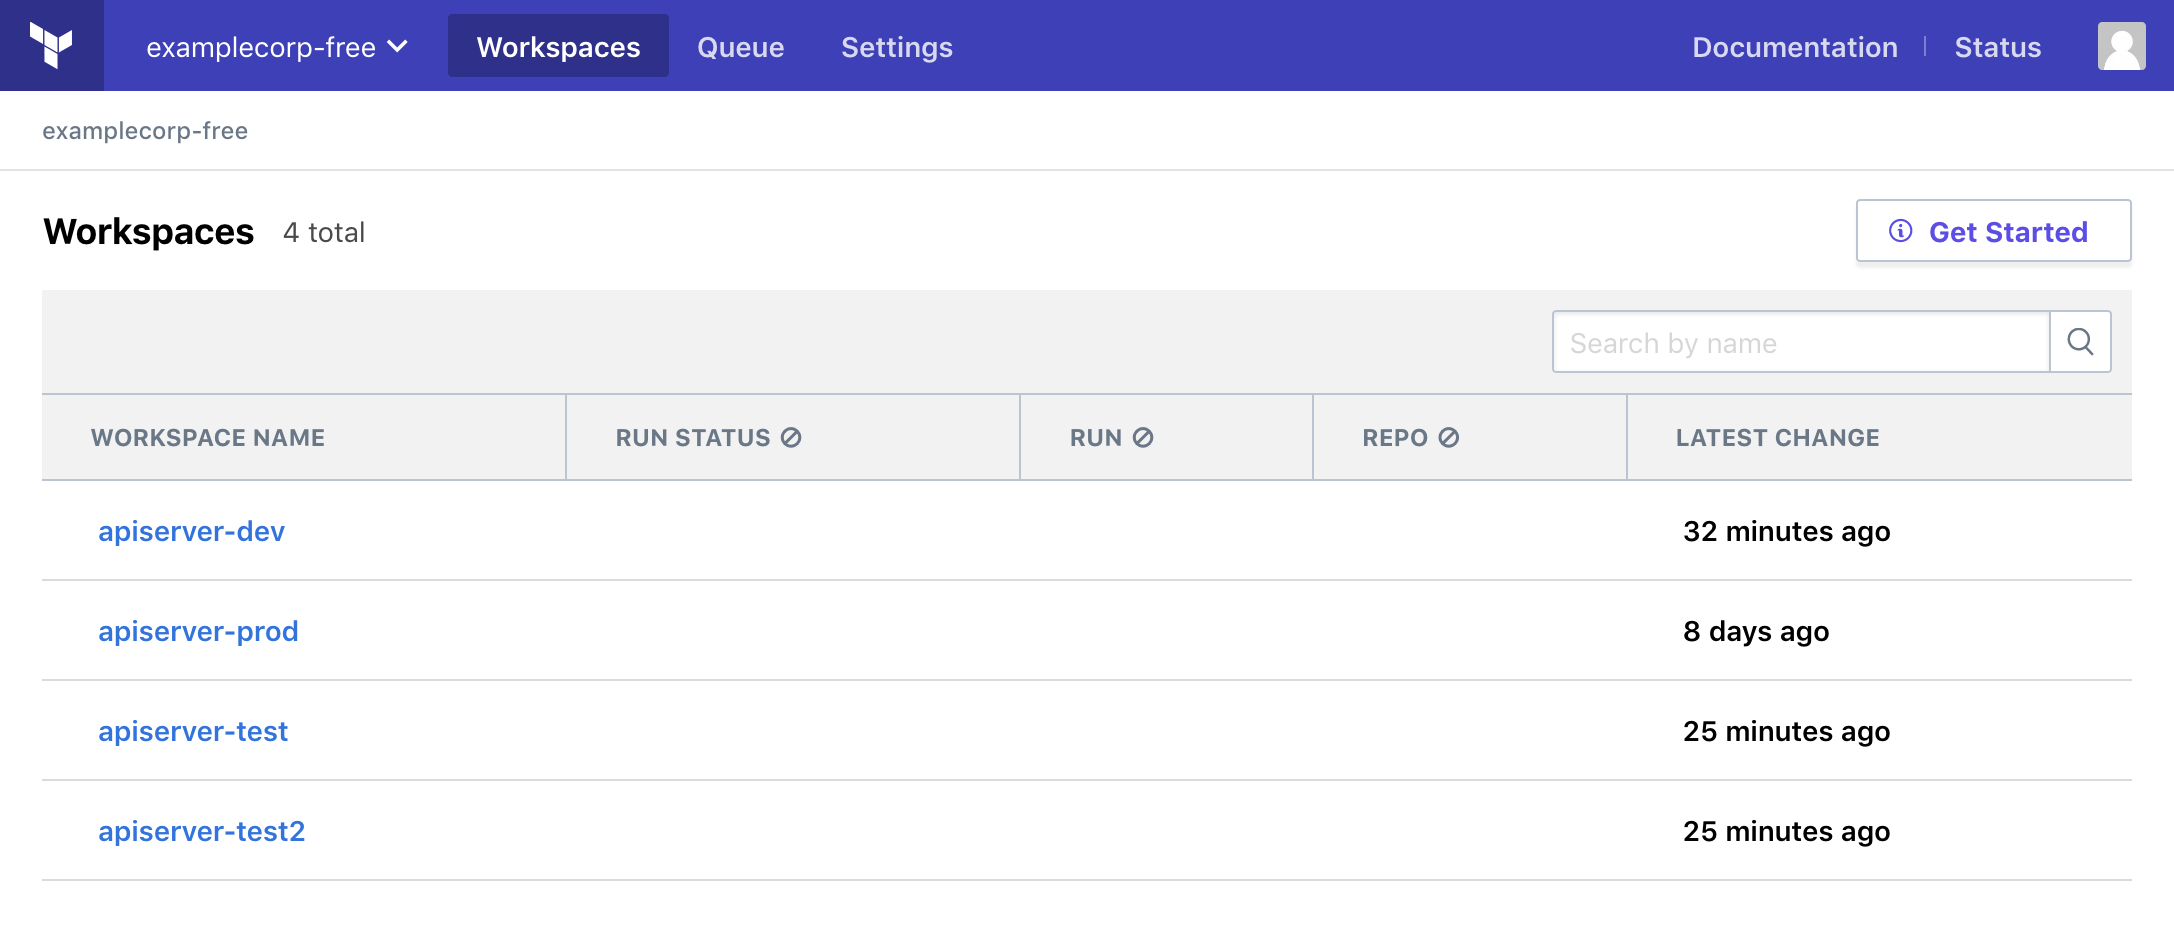 examplecorp-free Workspaces Queue Settings Documentation Status
examplecorp-free
Workspaces 4 total Get Started
Search by name
WORKSPACE NAME RUN STATUS RUN REPO LATEST CHANGE
apiserver-dev 32 minutes ago
apiserver-prod 8 days ago
apiserver-test 25 minutes ago
apiserver-test2 25 minutes ago